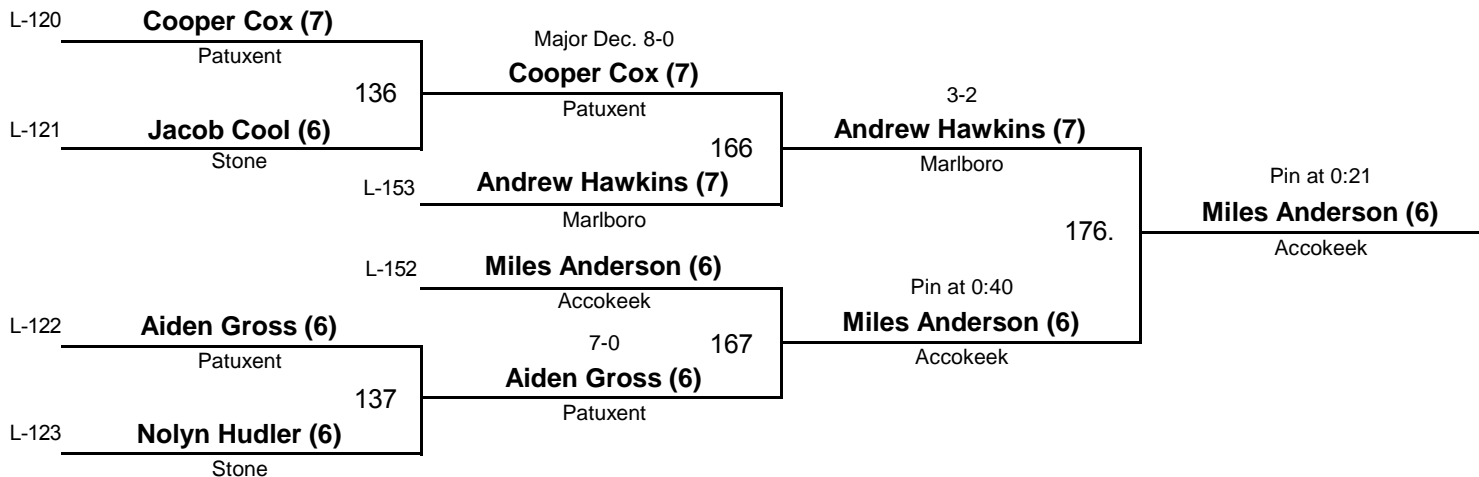 L-120 Cooper Cox (7)
Patuxent
136
L-121 Jacob Cool (6)
Stone
Major Dec. 8-0
Cooper Cox (7)
Patuxent
166
L-153 Andrew Hawkins (7)
Marlboro
3-2
Andrew Hawkins (7)
Marlboro
176.
Pin at 0:21
Miles Anderson (6)
Accokeek
L-152 Miles Anderson (6)
Accokeek
167
Pin at 0:40
Miles Anderson (6)
Accokeek
L-122 Aiden Gross (6)
Patuxent
137
7-0
Aiden Gross (6)
Patuxent
L-123 Nolyn Hudler (6)
Stone